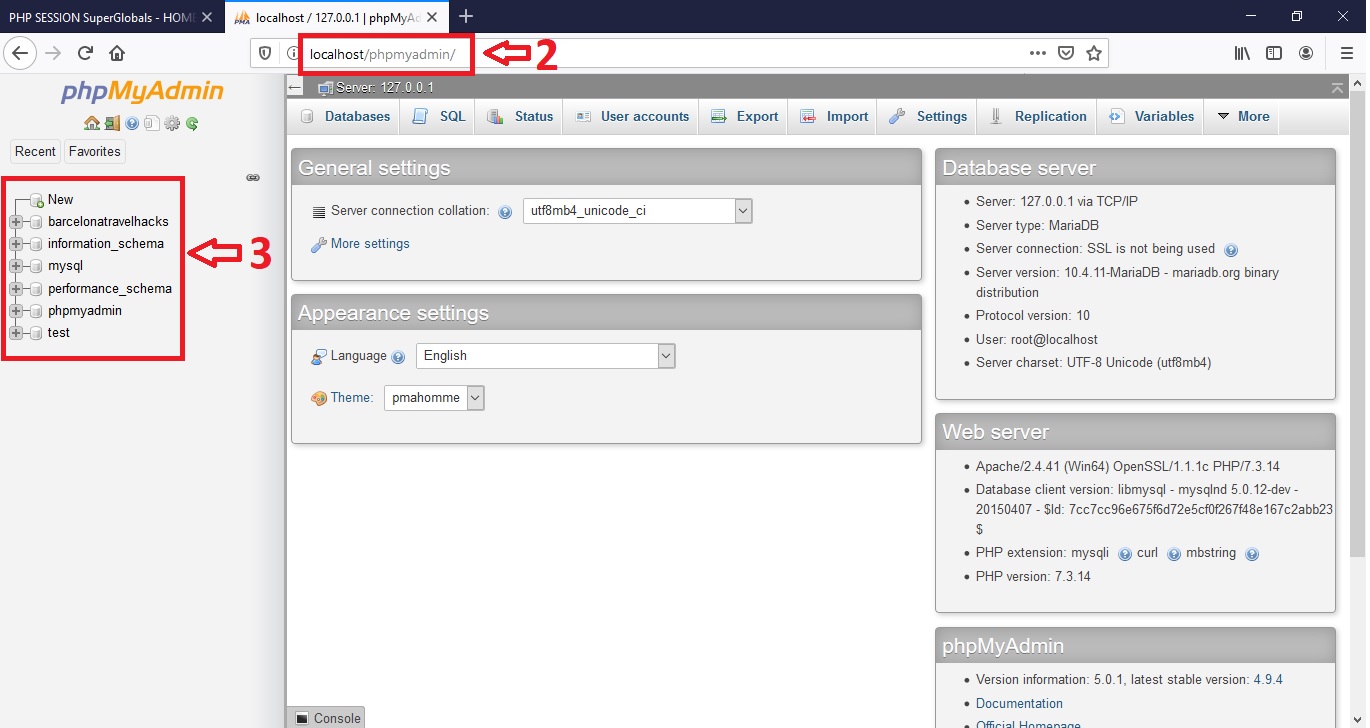 PHP SESSION SuperGlobals - HOM
localhost / 127.0.0.1 | phpMyAd
localhost/phpmyadmin/
2
phpMyAdmin
Recent Favorites
New
barcelonatravelhacks
information_schema
mysql
performance_schema
phpmyadmin
test
3
Server: 127.0.0.1
Databases SQL Status User accounts Export Import Settings Replication Variables More
General settings
Server connection collation: utf8mb4_unicode_ci
More settings
Appearance settings
Language English
Theme: pmahomme
Database server
Server: 127.0.0.1 via TCP/IP
Server type: MariaDB
Server connection: SSL is not being used
Server version: 10.4.11-MariaDB - mariadb.org binary
distribution
Protocol version: 10
User: root@localhost
Server charset: UTF-8 Unicode (utf8mb4)
Web server
Apache/2.4.41 (Win64) OpenSSL/1.1.1c PHP/7.3.14
Database client version: libmysql - mysqlnd 5.0.12-dev -
20150407 - $Id: 7cc7cc96e675f6d72e5cf0f267f48e167c2abb23
$
PHP extension: mysqli curl mbstring
PHP version: 7.3.14
phpMyAdmin
Version information: 5.0.1, latest stable version: 4.9.4
Documentation
Official Homepage
Console